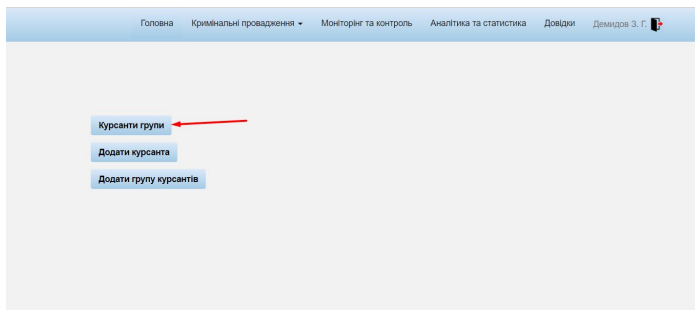 Головна Кримінальні провадження Моніторінг та контроль Аналітика та статистика Довідки Демидов З. Г.
Курсанти групи
Додати курсанта
Додати групу курсантів